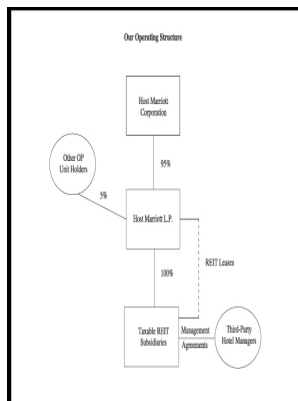 Our Operating Structure
Host Marriott
Corporation
Other OP
Unit Holders
95%
5%
Host Marriott L.P.
REIT Leases
100%
Taxable REIT
Subsidiaries
Management
Agreements
Third-Party
Hotel Managers